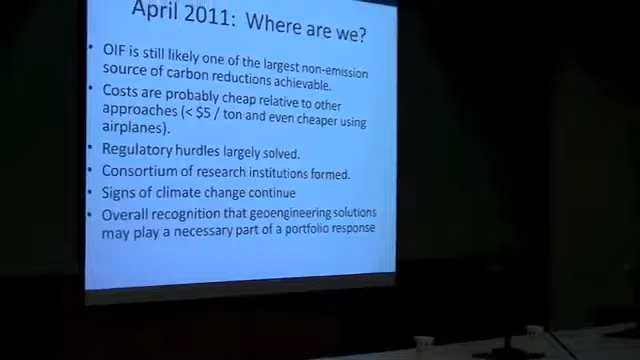 April 2011: Where are we?
• OIF is still likely one of the largest non-emission
source of carbon reductions achievable.
• Costs are probably cheap relative to other
approaches (< $5 / ton and even cheaper using
airplanes).
• Regulatory hurdles largely solved.
• Consortium of research institutions formed.
• Signs of climate change continue
• Overall recognition that geoengineering solutions
may play a necessary part of a portfolio response